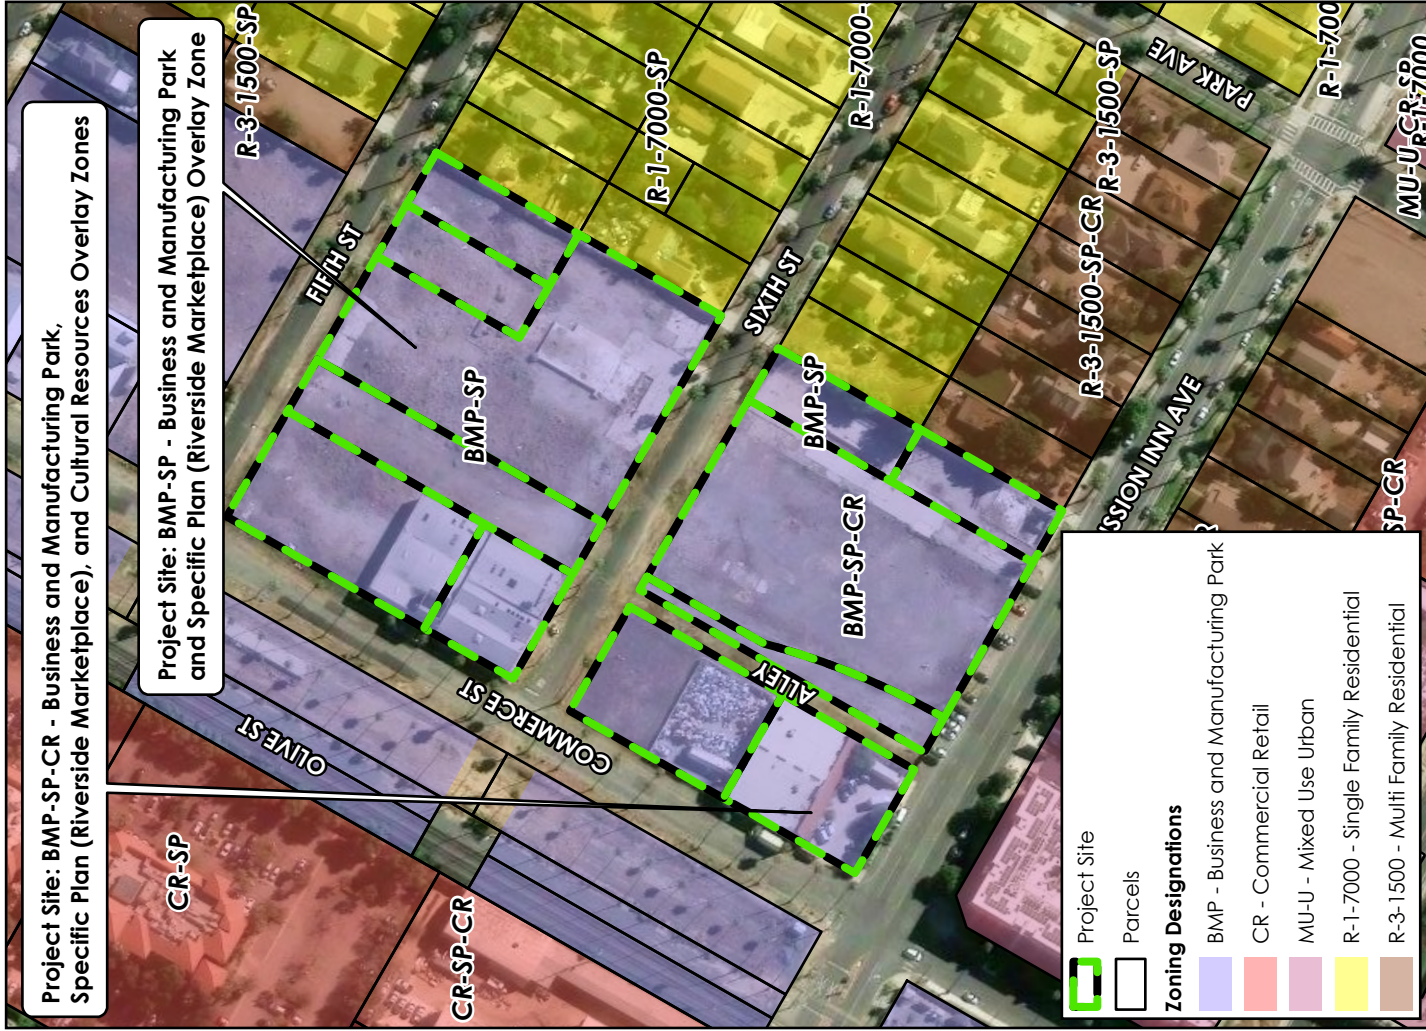 Project Site: BMP-SP-CR - Business and Manufacturing Park,
Specific Plan (Riverside Marketplace), and Cultural Resources Overlay Zones
Project Site: BMP-SP - Business and Manufacturing Park
and Specific Plan (Riverside Marketplace) Overlay Zone
R-3-1500-SP
R-1-7000-SP
R-1-7000-
R-3-1500-SP
PARK AVE
R-1-700
MU-U-CR-SP
R-1-7000
FIFTH ST
SIXTH ST
R-3-1500-SP-CR
BMP-SP
BMP-SP
BMP-SP-CR
ISSION INN AVE
SP-CR
R
ALLEY
COMMERCE ST
OLIVE ST
CR-SP
CR-SP-CR
Project Site
Parcels
Zoning Designations
BMP - Business and Manufacturing Park
CR - Commercial Retail
MU-U - Mixed Use Urban
R-1-7000 - Single Family Residential
R-3-1500 - Multi Family Residential